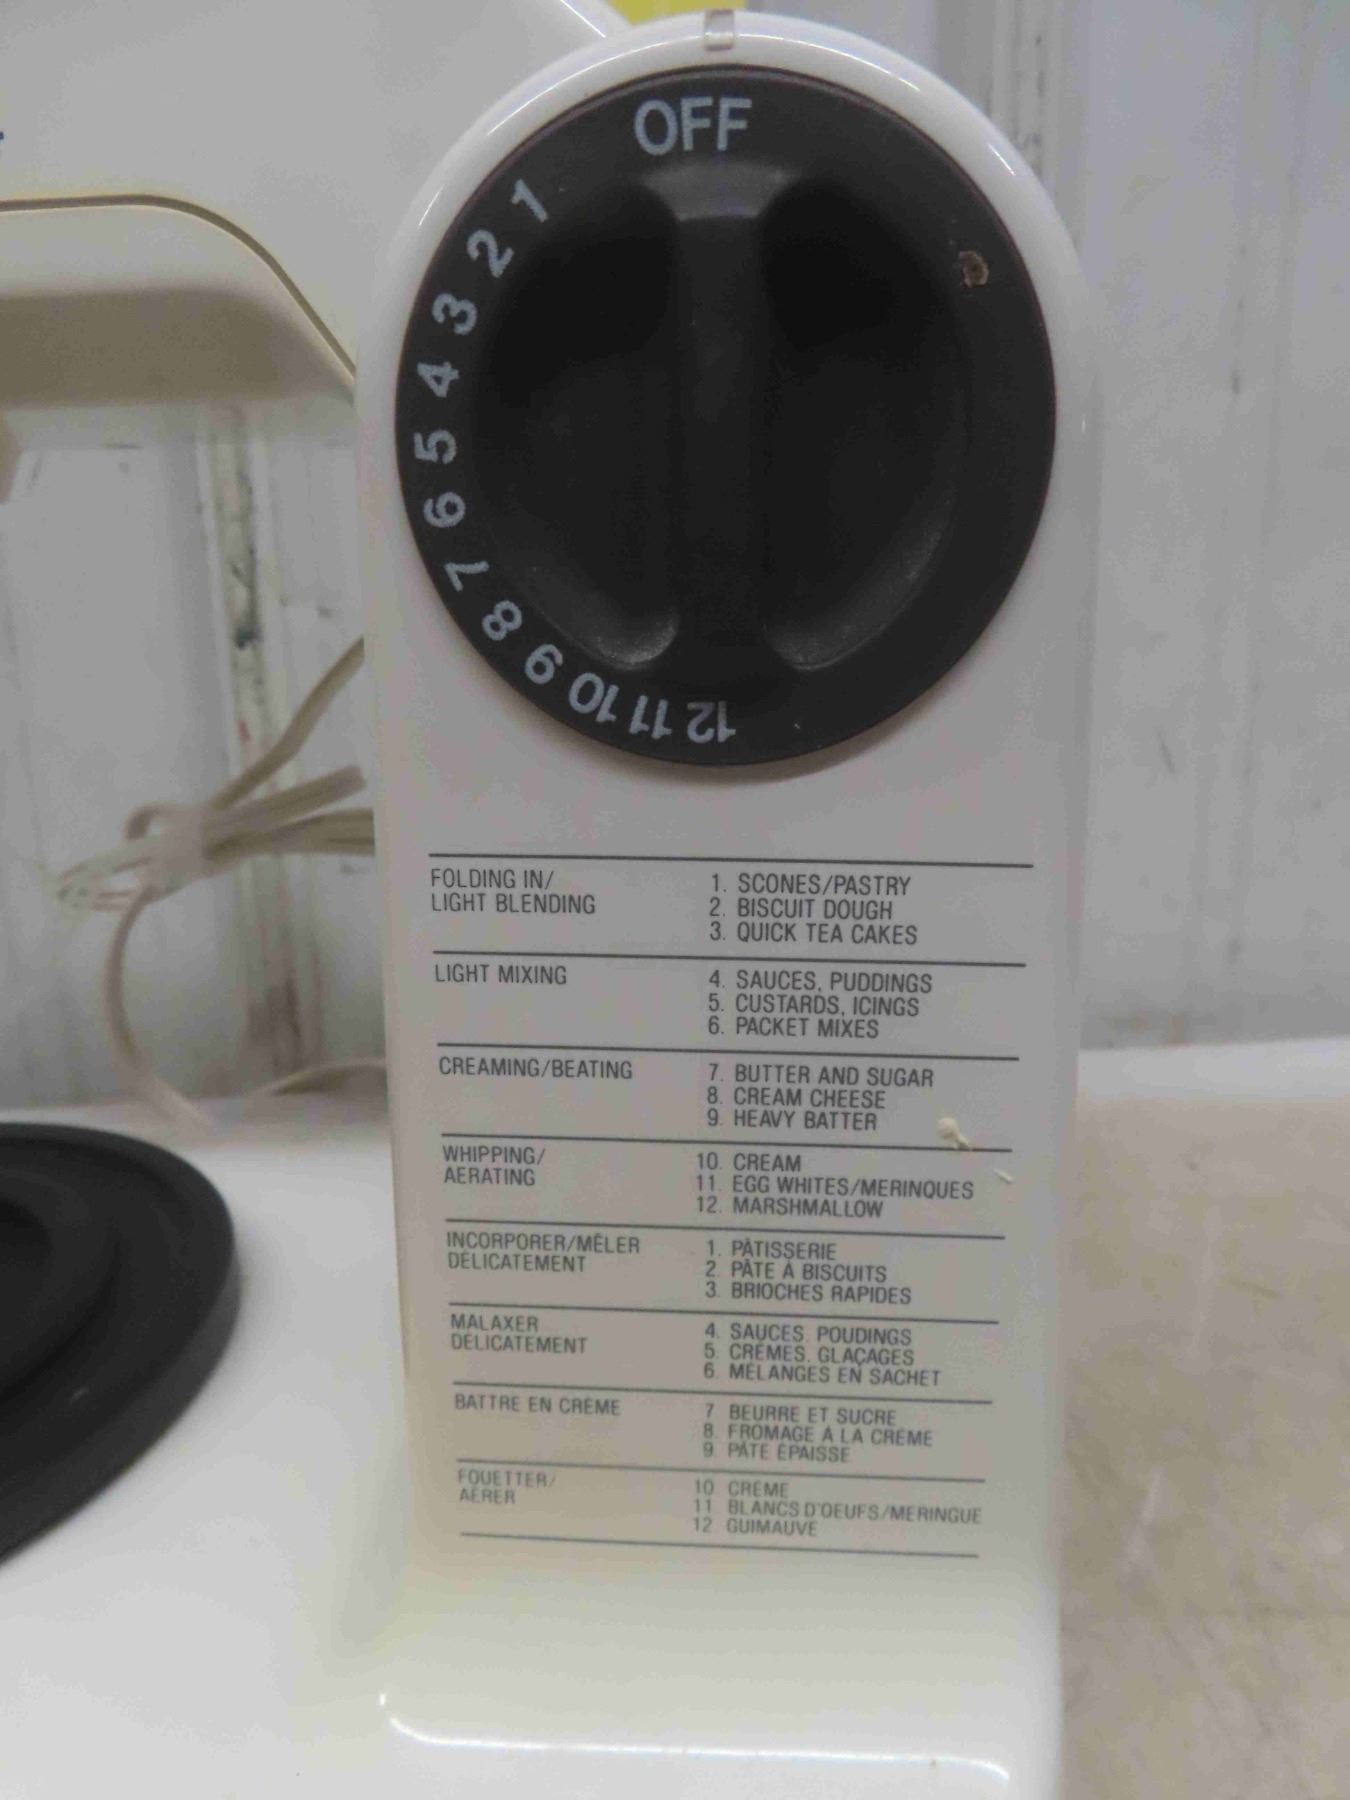 OFF
1
2
3
4
5
6
7
8
9
10
11
12
FOLDING IN/
LIGHT BLENDING
1. SCONES/PASTRY
2. BISCUIT DOUGH
3. QUICK TEA CAKES
LIGHT MIXING
4. SAUCES, PUDDINGS
5. CUSTARDS, ICINGS
6. PACKET MIXES
CREAMING/BEATING
7. BUTTER AND SUGAR
8. CREAM CHEESE
9. HEAVY BATTER
WHIPPING/
AERATING
10. CREAM
11. EGG WHITES/MERINQUES
12. MARSHMALLOW
INCORPORER/MÊLER
DÉLICATEMENT
1. PÂTISSERIE
2. PÂTE À BISCUITS
3. BRIOCHES RAPIDES
MALAXER
DÉLICATEMENT
4. SAUCES. POUDINGS
5. CRÈMES. GLAÇAGES
6. MÉLANGES EN SACHET
BATTRE EN CRÈME
7 BEURRE ET SUCRE
8. FROMAGE À LA CRÈME
9. PÂTE ÉPAISSE
FOUETTER/
AÉRER
10 CRÈME
11 BLANCS D'OEUFS/MERINGUE
12 GUIMAUVE